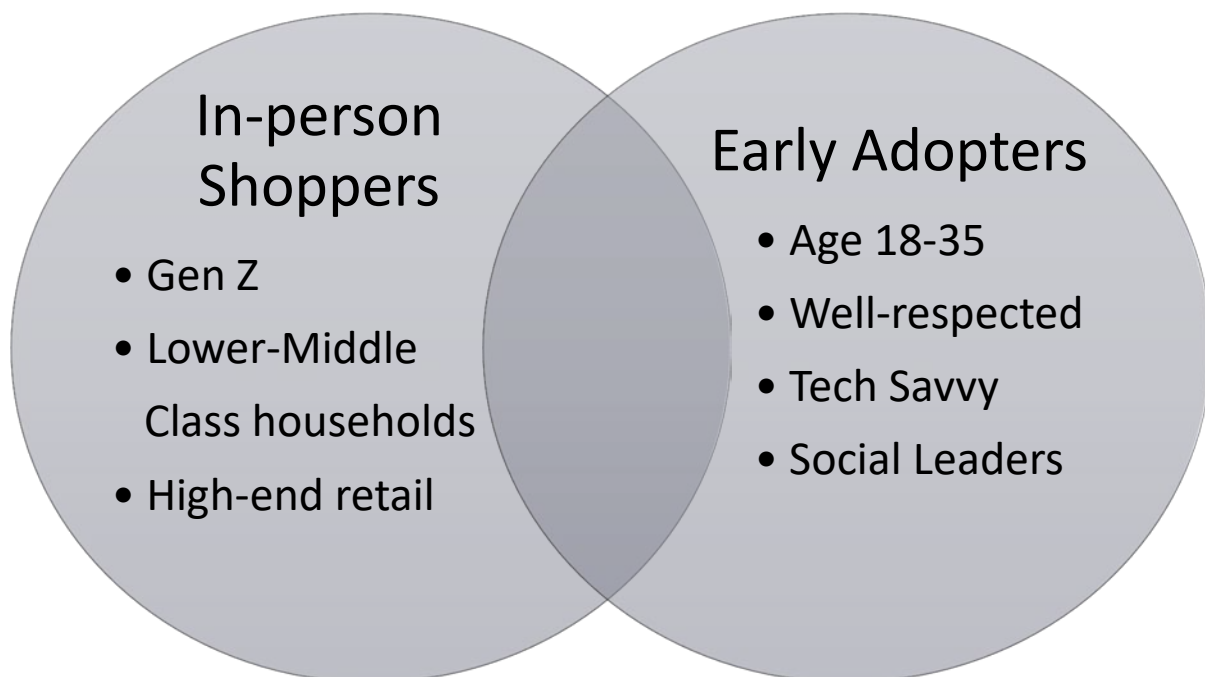 In-person
Shoppers
• Gen Z
• Lower-Middle
Class households
• High-end retail
Early Adopters
• Age 18-35
• Well-respected
• Tech Savvy
• Social Leaders